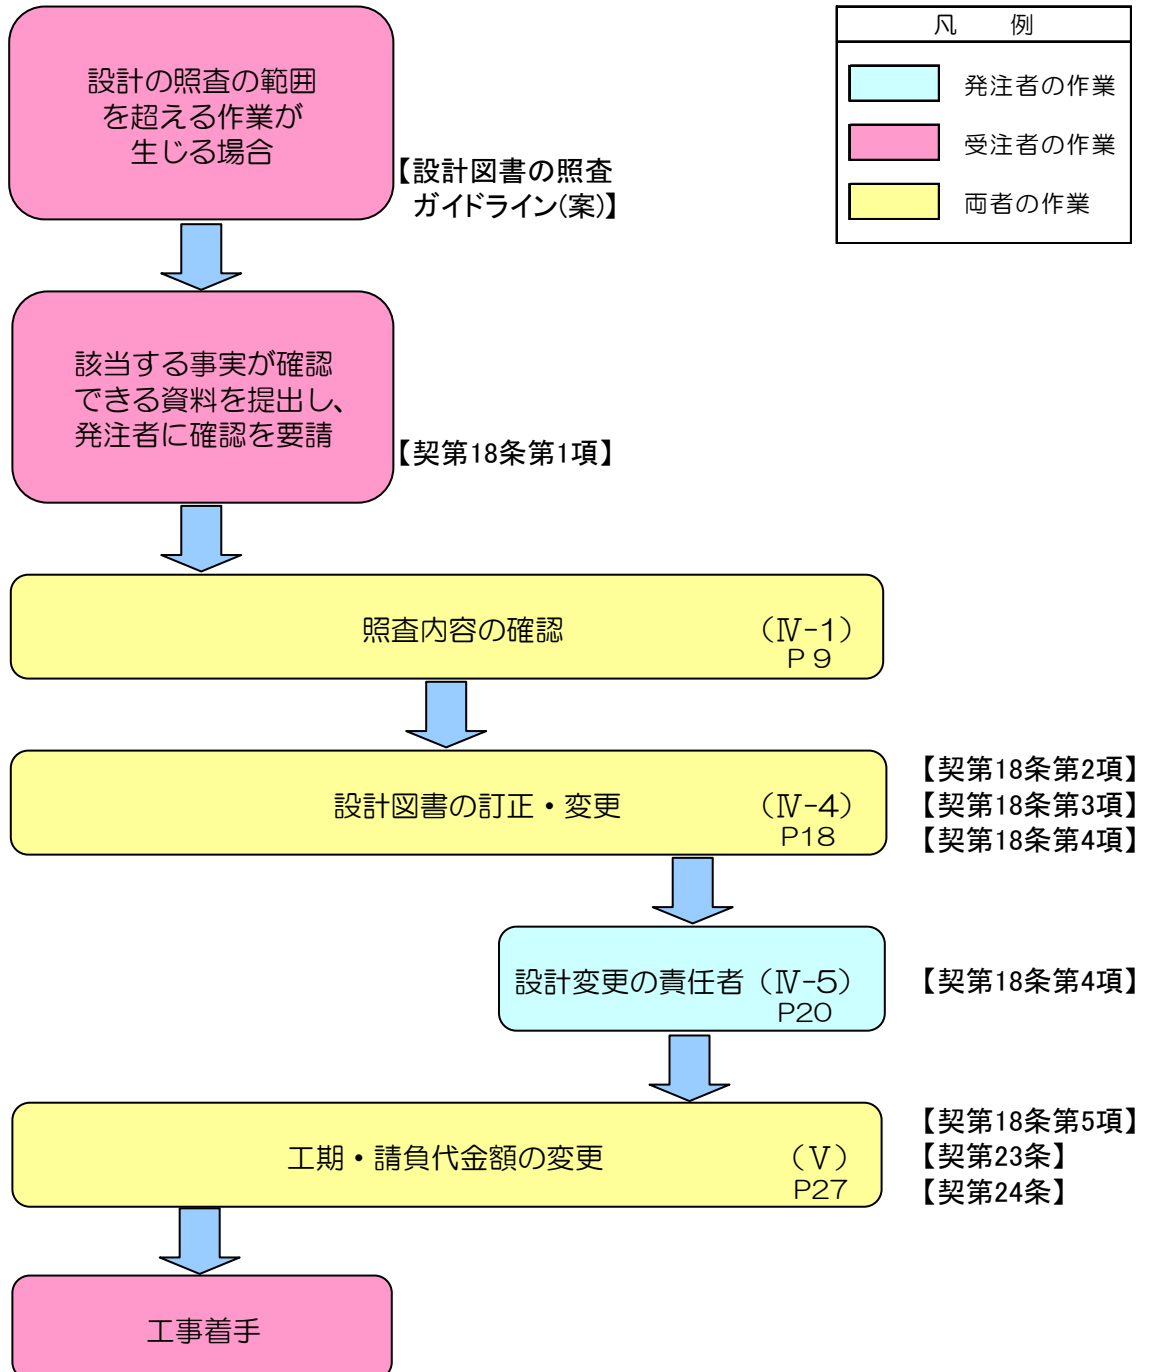 凡　例
発注者の作業
受注者の作業
両者の作業
設計の照査の範囲
を超える作業が
生じる場合
【設計図書の照査
ガイドライン(案)】
該当する事実が確認
できる資料を提出し、
発注者に確認を要請
【契第18条第1項】
照査内容の確認　（Ⅳ-1）
P 9
設計図書の訂正・変更　（Ⅳ-4）
P18
【契第18条第2項】
【契第18条第3項】
【契第18条第4項】
設計変更の責任者（Ⅳ-5）
P20
【契第18条第4項】
工期・請負代金額の変更　（Ⅴ）
P27
【契第18条第5項】
【契第23条】
【契第24条】
工事着手